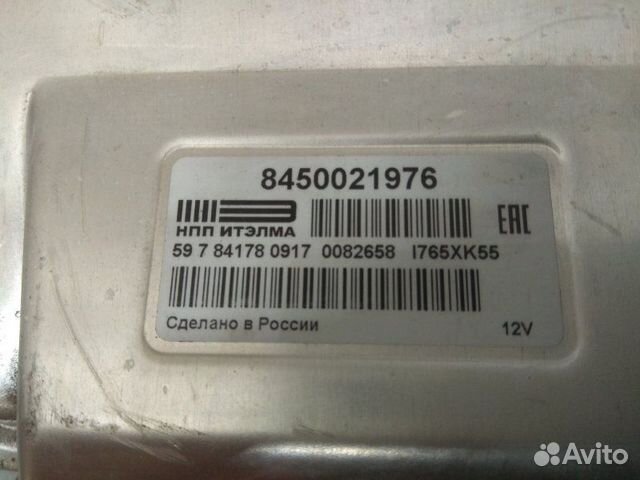 8450021976
НПП ИТЭЛМА
EAC
59 7 84178 0917 0082658 I765XK55
Сделано в России
12V
Avito